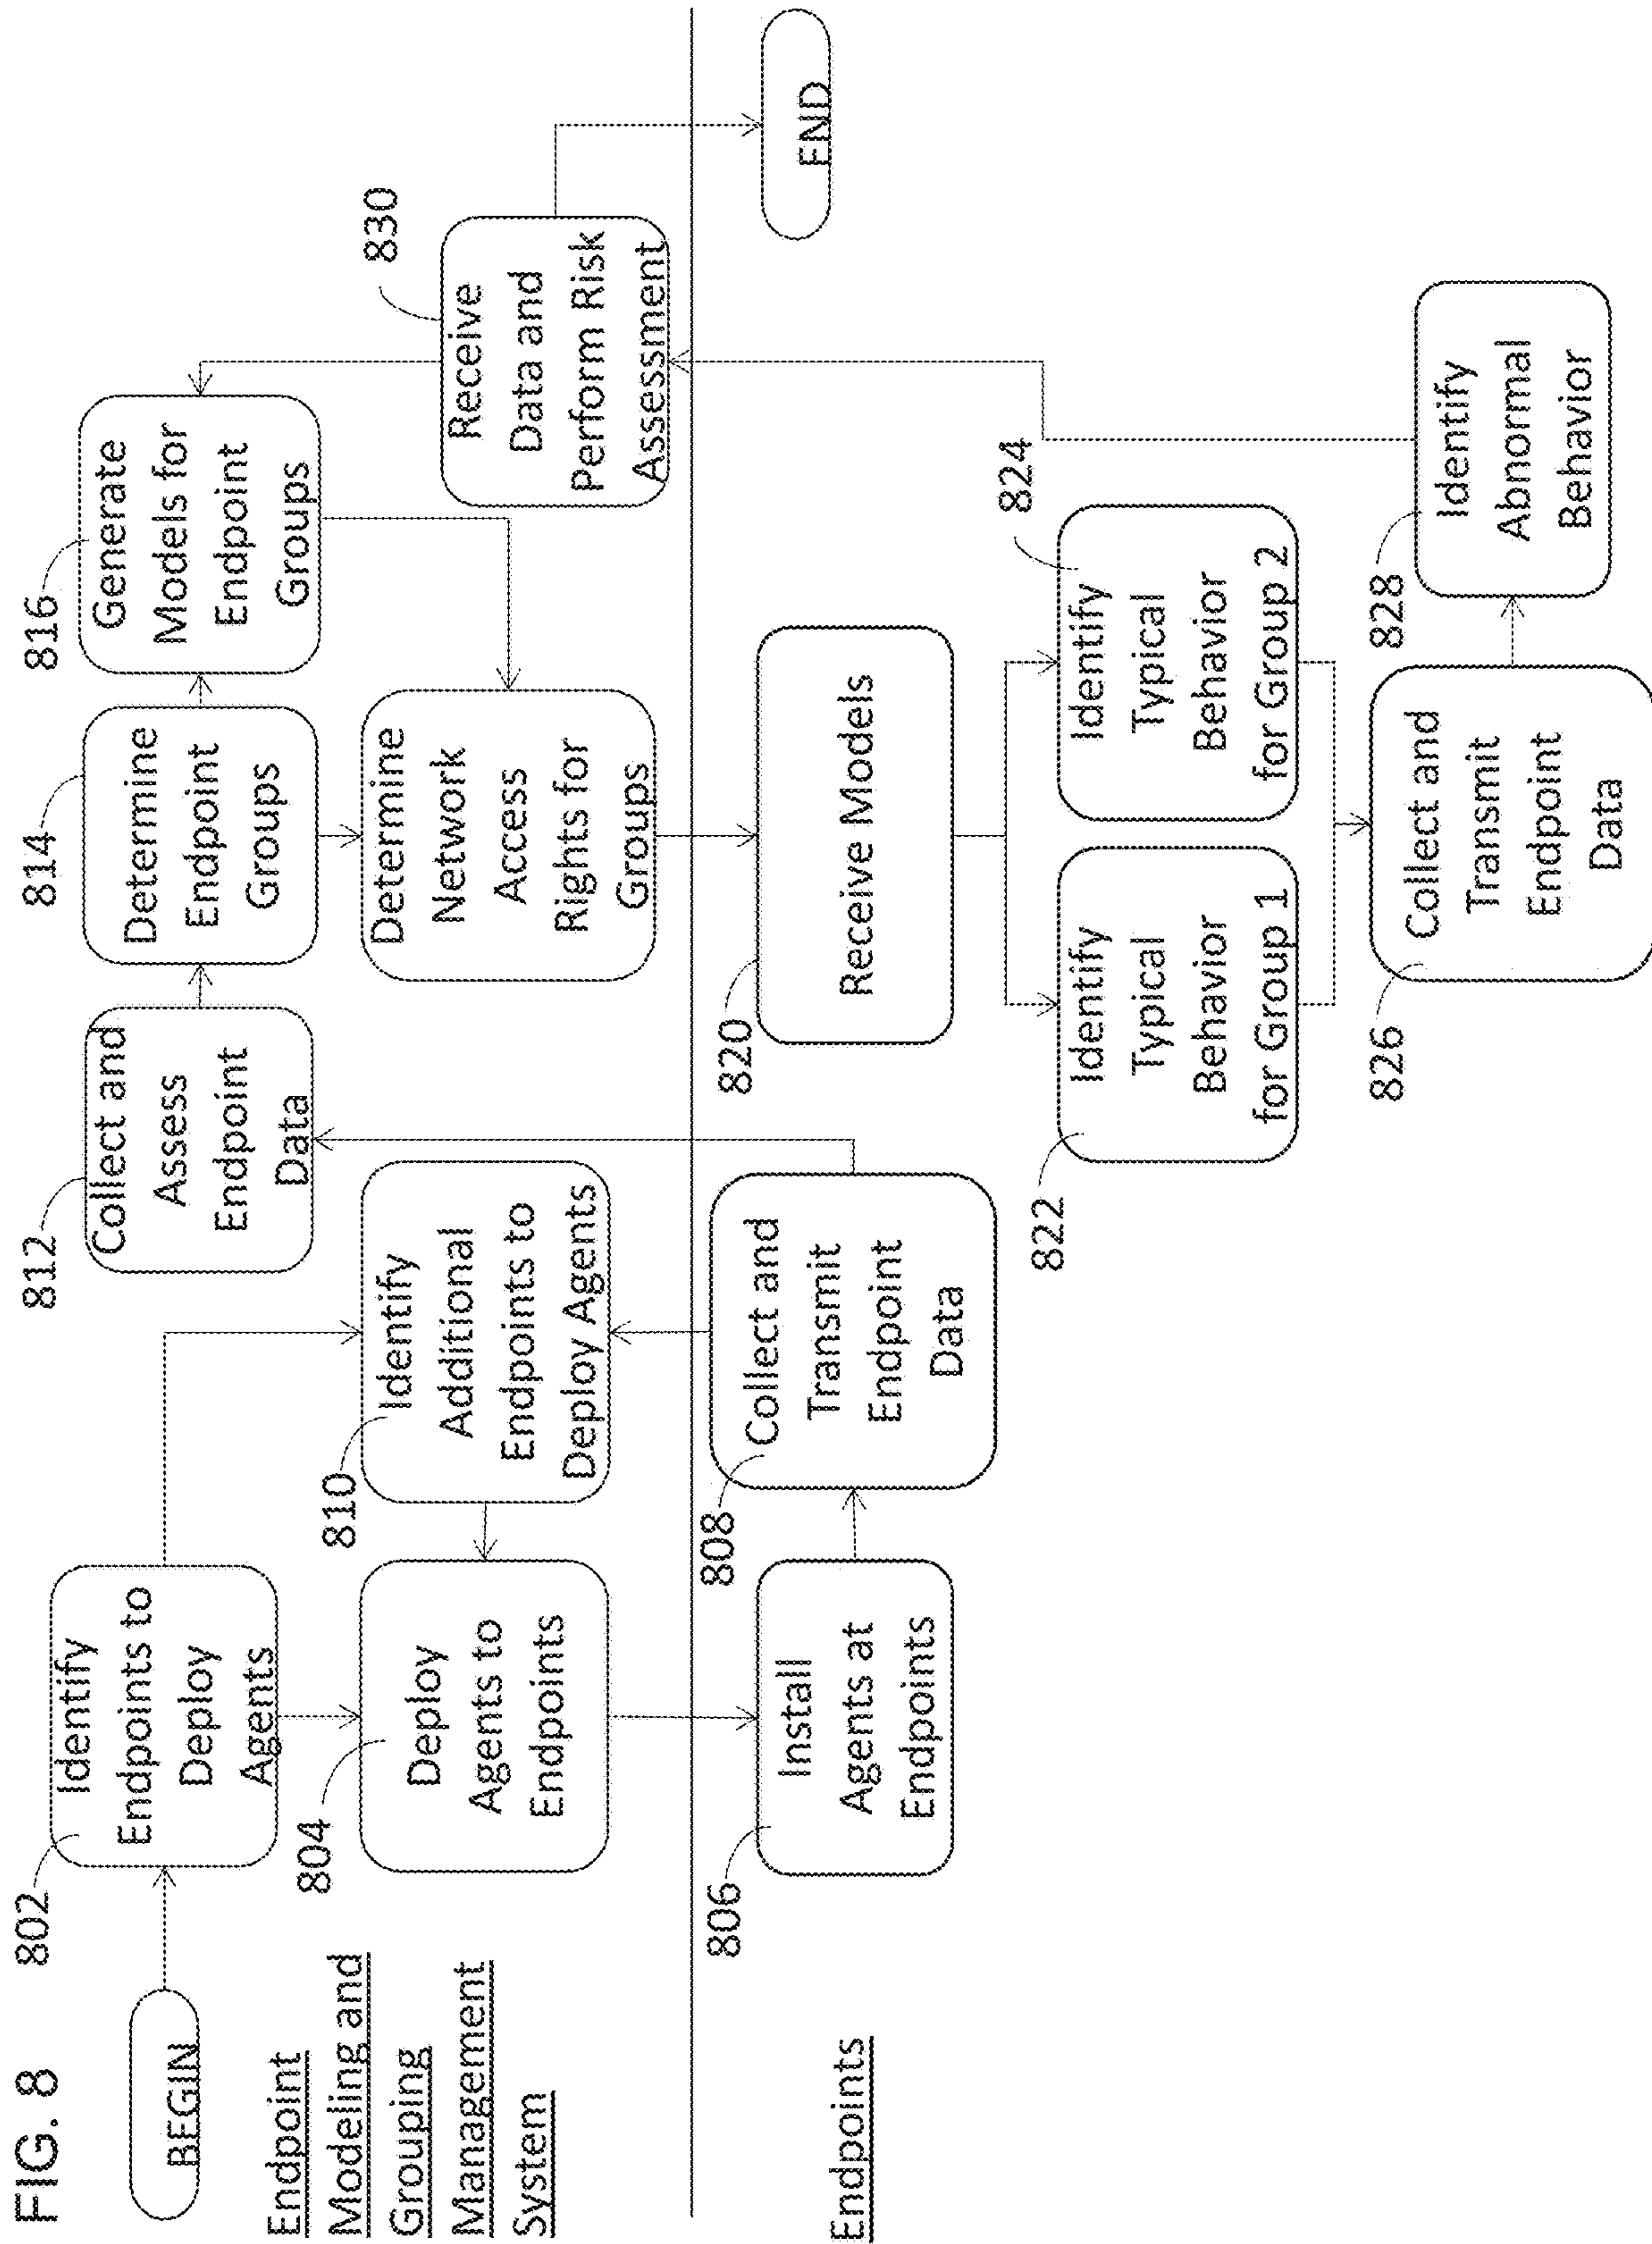 FIG. 8
BEGIN
802
Identify
Endpoints to
Deploy
Agents
812
Collect and
Assess
Endpoint
Data
814
Determine
Endpoint
Groups
816
Generate
Models for
Endpoint
Groups
Endpoint
Modeling and
Grouping
Management
System
804
Deploy
Agents to
Endpoints
810
Identify
Additional
Endpoints to
Deploy Agents
Determine
Network
Access
Rights for
Groups
830
Receive
Data and
Perform Risk
Assessment
Endpoints
806
Install
Agents at
Endpoints
808
Collect and
Transmit
Endpoint
Data
820
Receive Models
END
822
Identify
Typical
Behavior
for Group 1
824
Identify
Typical
Behavior
for Group 2
826
Collect and
Transmit
Endpoint
Data
828
Identify
Abnormal
Behavior